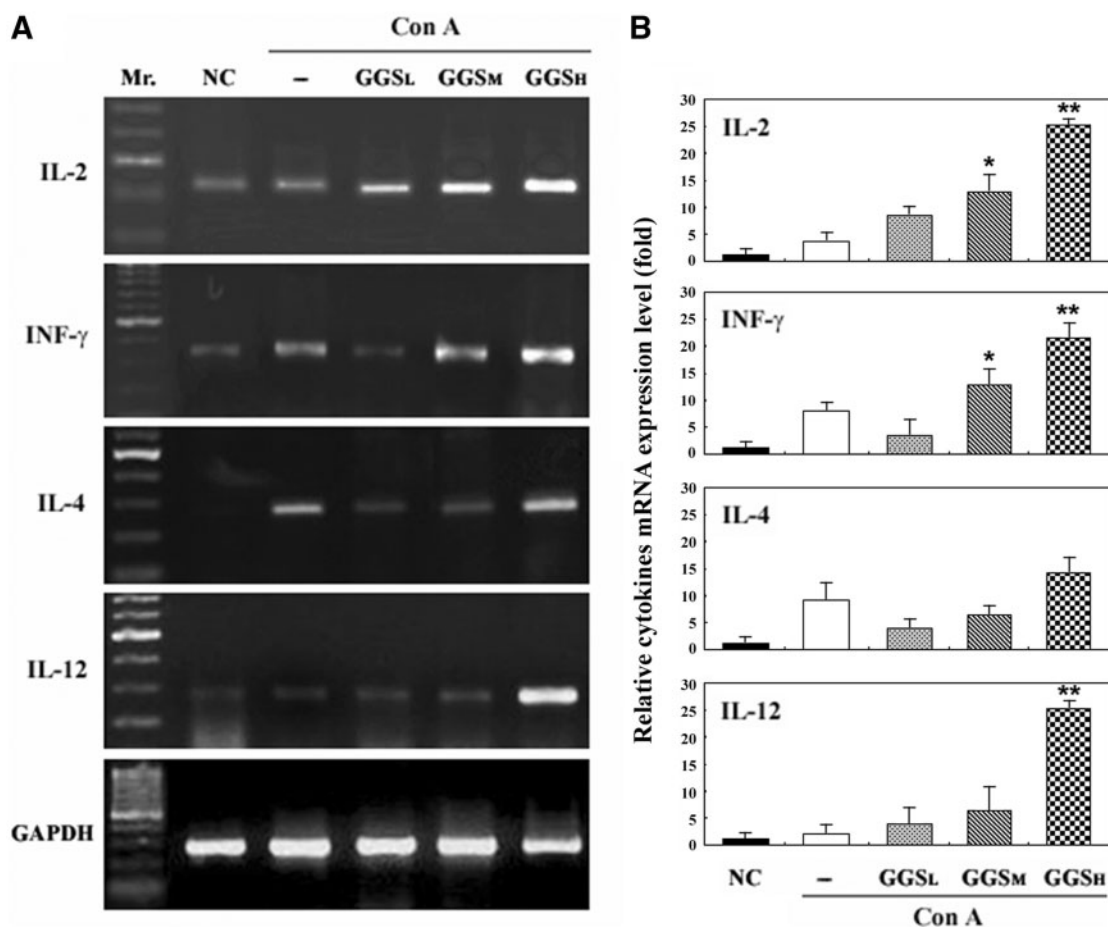 A
Con A
Mr. NC – GGSL GGSM GGSH
IL-2
INF-γ
IL-4
IL-12
GAPDH
B
Relative cytokines mRNA expression level (fold)
30
25
20
15
10
5
0
IL-2
*
**
30
25
20
15
10
5
0
INF-γ
*
**
30
25
20
15
10
5
0
IL-4
30
25
20
15
10
5
0
IL-12
**
NC – GGSL GGSM GGSH
Con A